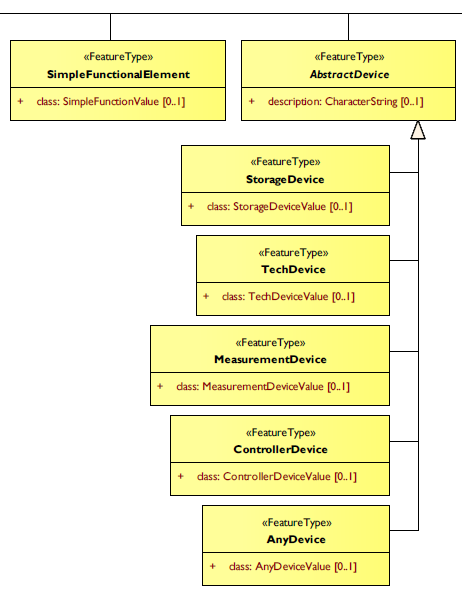 «FeatureType»
SimpleFunctionalElement
+ class: SimpleFunctionValue [0..1]
«FeatureType»
AbstractDevice
+ description: CharacterString [0..1]
«FeatureType»
StorageDevice
+ class: StorageDeviceValue [0..1]
«FeatureType»
TechDevice
+ class: TechDeviceValue [0..1]
«FeatureType»
MeasurementDevice
+ class: MeasurementDeviceValue [0..1]
«FeatureType»
ControllerDevice
+ class: ControllerDeviceValue [0..1]
«FeatureType»
AnyDevice
+ class: AnyDeviceValue [0..1]